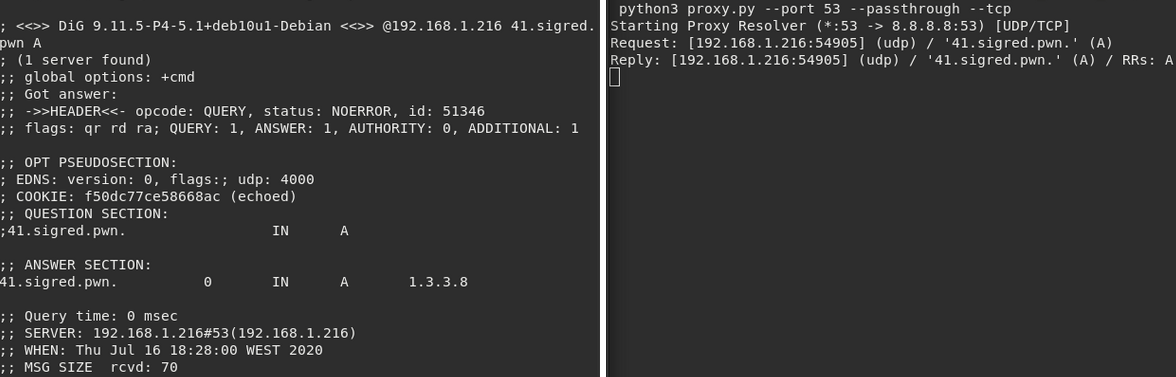 ; <<>> DiG 9.11.5-P4-5.1+deb10u1-Debian <<>> @192.168.1.216 41.sigred.
pwn A
; (1 server found)
;; global options: +cmd
;; Got answer:
;; ->>HEADER<<- opcode: QUERY, status: NOERROR, id: 51346
;; flags: qr rd ra; QUERY: 1, ANSWER: 1, AUTHORITY: 0, ADDITIONAL: 1
;; OPT PSEUDOSECTION:
; EDNS: version: 0, flags:; udp: 4000
; COOKIE: f50dc77ce58668ac (echoed)
;; QUESTION SECTION:
;41.sigred.pwn. IN A
;; ANSWER SECTION:
41.sigred.pwn. 0 IN A 1.3.3.8
;; Query time: 0 msec
;; SERVER: 192.168.1.216#53(192.168.1.216)
;; WHEN: Thu Jul 16 18:28:00 WEST 2020
;; MSG SIZE rcvd: 70
python3 proxy.py --port 53 --passthrough --tcp
Starting Proxy Resolver (*:53 -> 8.8.8.8:53) [UDP/TCP]
Request: [192.168.1.216:54905] (udp) / '41.sigred.pwn.' (A)
Reply: [192.168.1.216:54905] (udp) / '41.sigred.pwn.' (A) / RRs: A